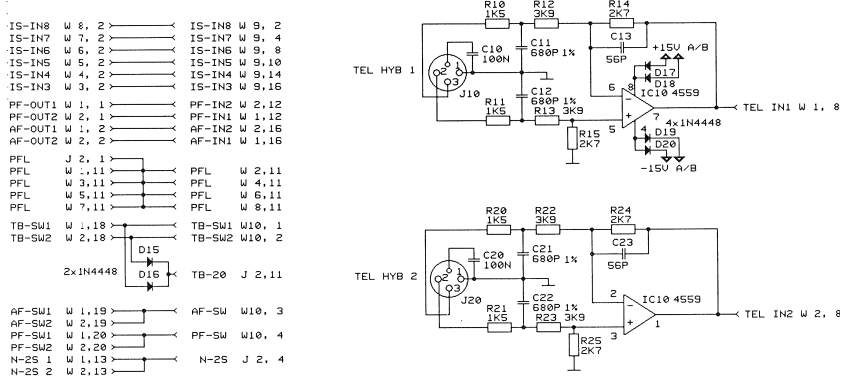 IS-IN8 W 8, 2 IS-IN8 W 9, 2
IS-IN7 W 7, 2 IS-IN7 W 9, 4
IS-IN6 W 6, 2 IS-IN6 W 9, 8
IS-IN5 W 5, 2 IS-IN5 W 9,10
IS-IN4 W 4, 2 IS-IN4 W 9,14
IS-IN3 W 3, 2 IS-IN3 W 9,16
PF-OUT1 W 1, 1 PF-IN2 W 2,12
PF-OUT2 W 2, 1 PF-IN1 W 1,12
AF-OUT1 W 1, 2 AF-IN2 W 2,16
AF-OUT2 W 2, 2 AF-IN1 W 1,16
PFL J 2, 1
PFL W 1,11 PFL W 2,11
PFL W 3,11 PFL W 4,11
PFL W 5,11 PFL W 6,11
PFL W 7,11 PFL W 8,11
TB-SW1 W 1,18 TB-SW1 W10, 1
TB-SW2 W 2,18 TB-SW2 W10, 2
D15
2x1N4448 D16 TB-20 J 2,11
AF-SW1 W 1,19 AF-SW W10, 3
AF-SW2 W 2,19
PF-SW1 W 1,20 PF-SW W10, 4
PF-SW2 W 2,20
N-2S 1 W 1,13 N-2S J 2, 4
N-2S 2 W 2,13
R10 1K5
R12 3K9
R14 2K7
C13 56P
C10 100N
C11 680P 1%
+15V A/B
D17
D18
TEL HYB 1
2 1 3
J10
C12 680P 1%
R11 1K5
R13 3K9
6 8 IC10 4559
- +
5 7 4
TEL IN1 W 1, 8
4x1N4448
R15 2K7
D19
D20
-15V A/B
R20 1K5
R22 3K9
R24 2K7
C23 56P
C20 100N
C21 680P 1%
TEL HYB 2
2 1 3
J20
C22 680P 1%
R21 1K5
R23 3K9
2 IC10 4559
- +
3 1
TEL IN2 W 2, 8
R25 2K7